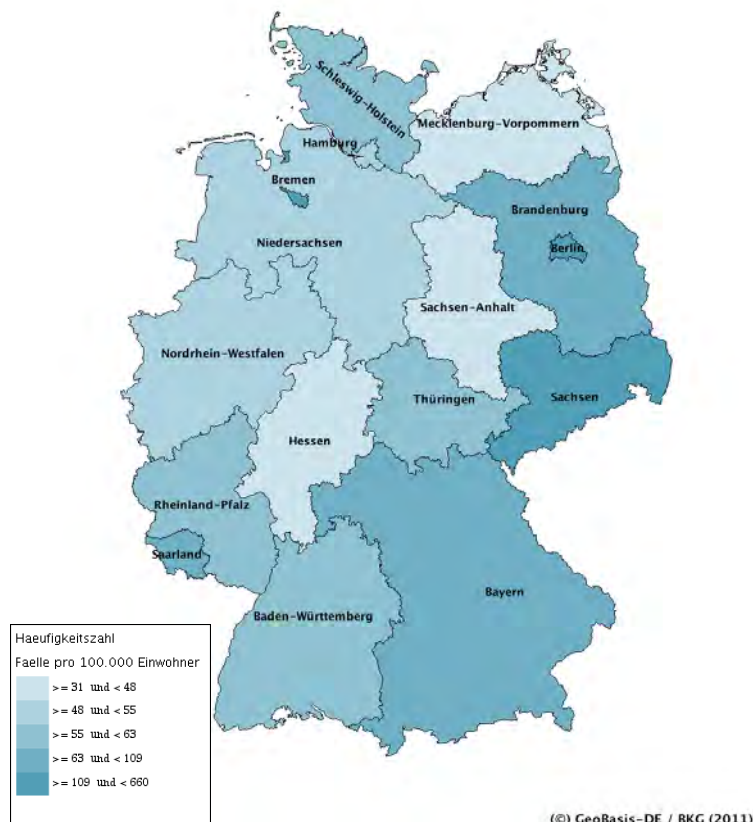 Schleswig-Holstein
Mecklenburg-Vorpommern
Hamburg
Bremen
Brandenburg
Berlin
Niedersachsen
Sachsen-Anhalt
Nordrhein-Westfalen
Thüringen
Sachsen
Hessen
Rheinland-Pfalz
Saarland
Bayern
Baden-Württemberg
Haeufigkeitszahl
Faelle pro 100.000 Einwohner
>= 31 und < 48
>= 48 und < 55
>= 55 und < 63
>= 63 und < 109
>= 109 und < 660
(©) GeoBasis-DE / BKG (2011)